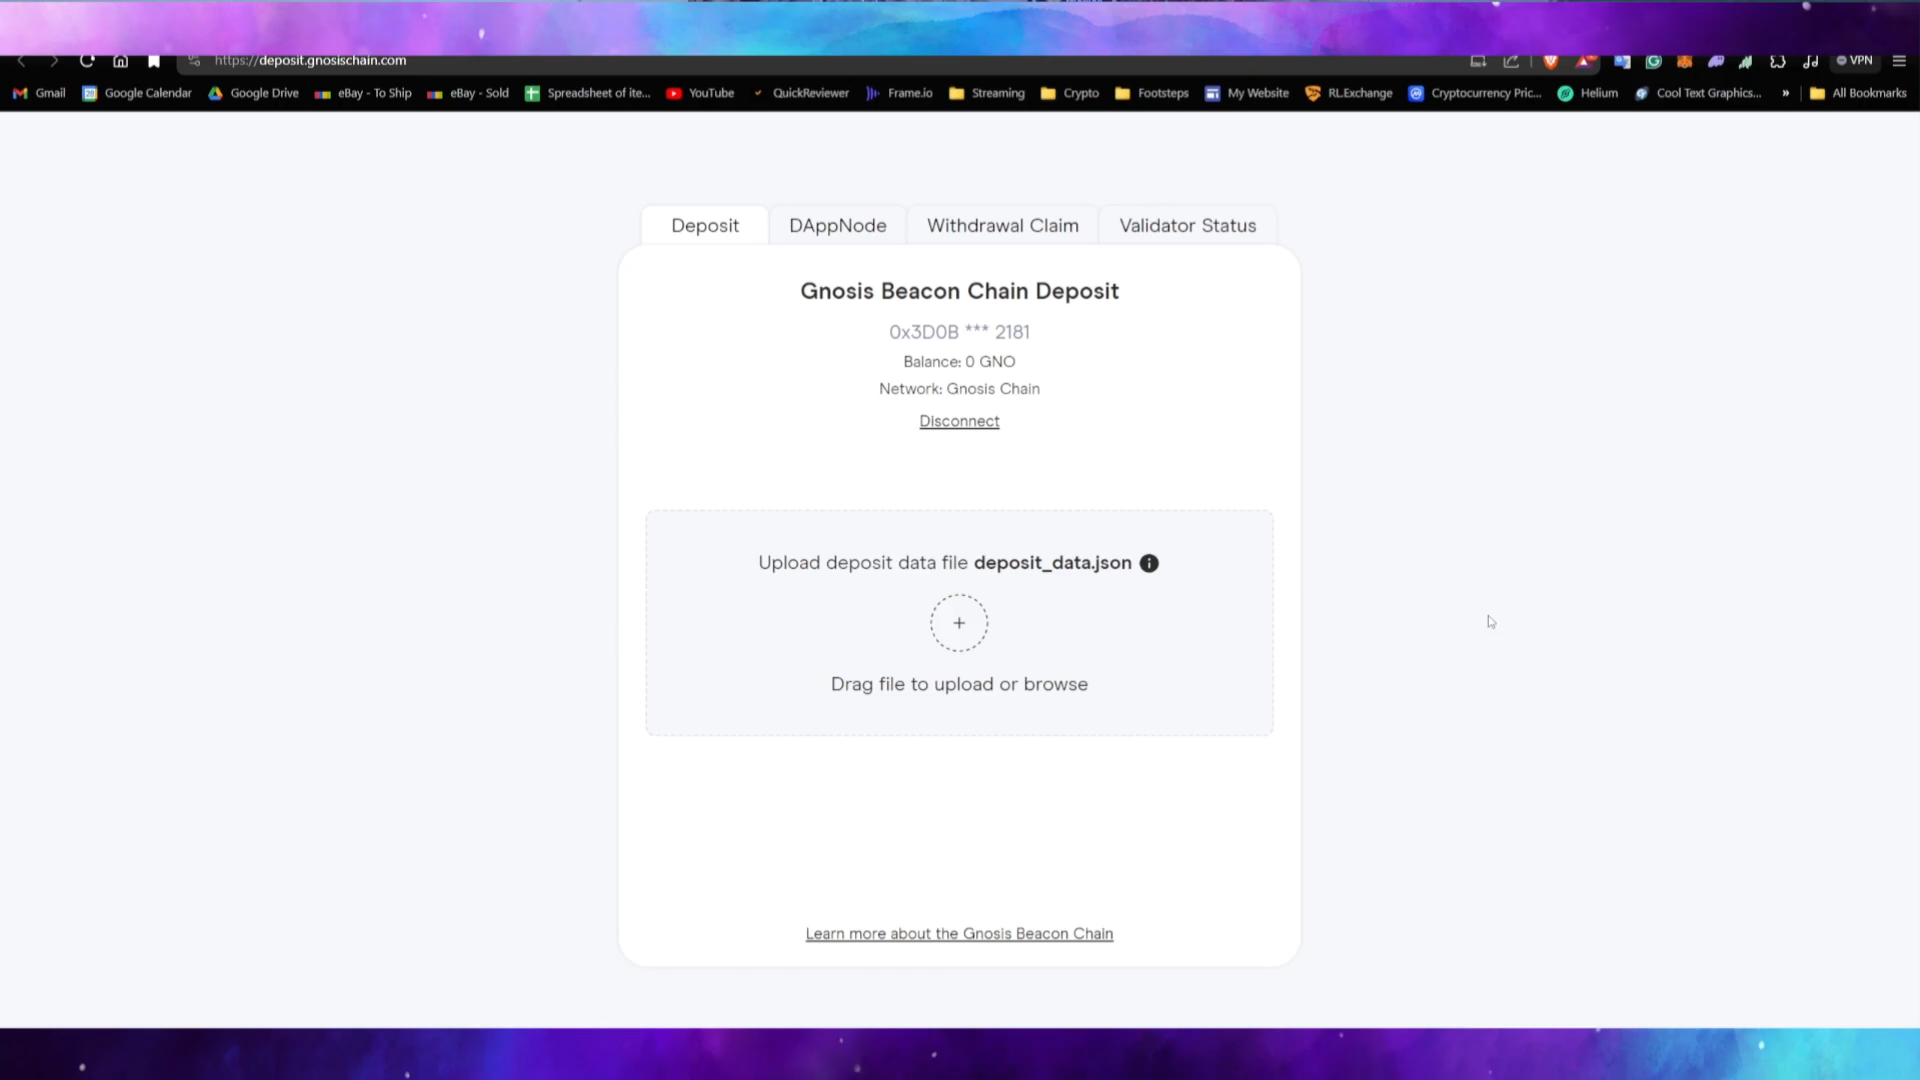 https://deposit.gnosischain.com
VPN
Gmail
Google Calendar
Google Drive
eBay - To Ship
eBay - Sold
Spreadsheet of ite...
YouTube
QuickReviewer
Frame.io
Streaming
Crypto
Footsteps
My Website
RL.Exchange
Cryptocurrency Pric...
Helium
Cool Text Graphics...
»
All Bookmarks
Deposit
DAppNode
Withdrawal Claim
Validator Status
Gnosis Beacon Chain Deposit
0x3D0B *** 2181
Balance: 0 GNO
Network: Gnosis Chain
Disconnect
Upload deposit data file deposit_data.json
Drag file to upload or browse
Learn more about the Gnosis Beacon Chain